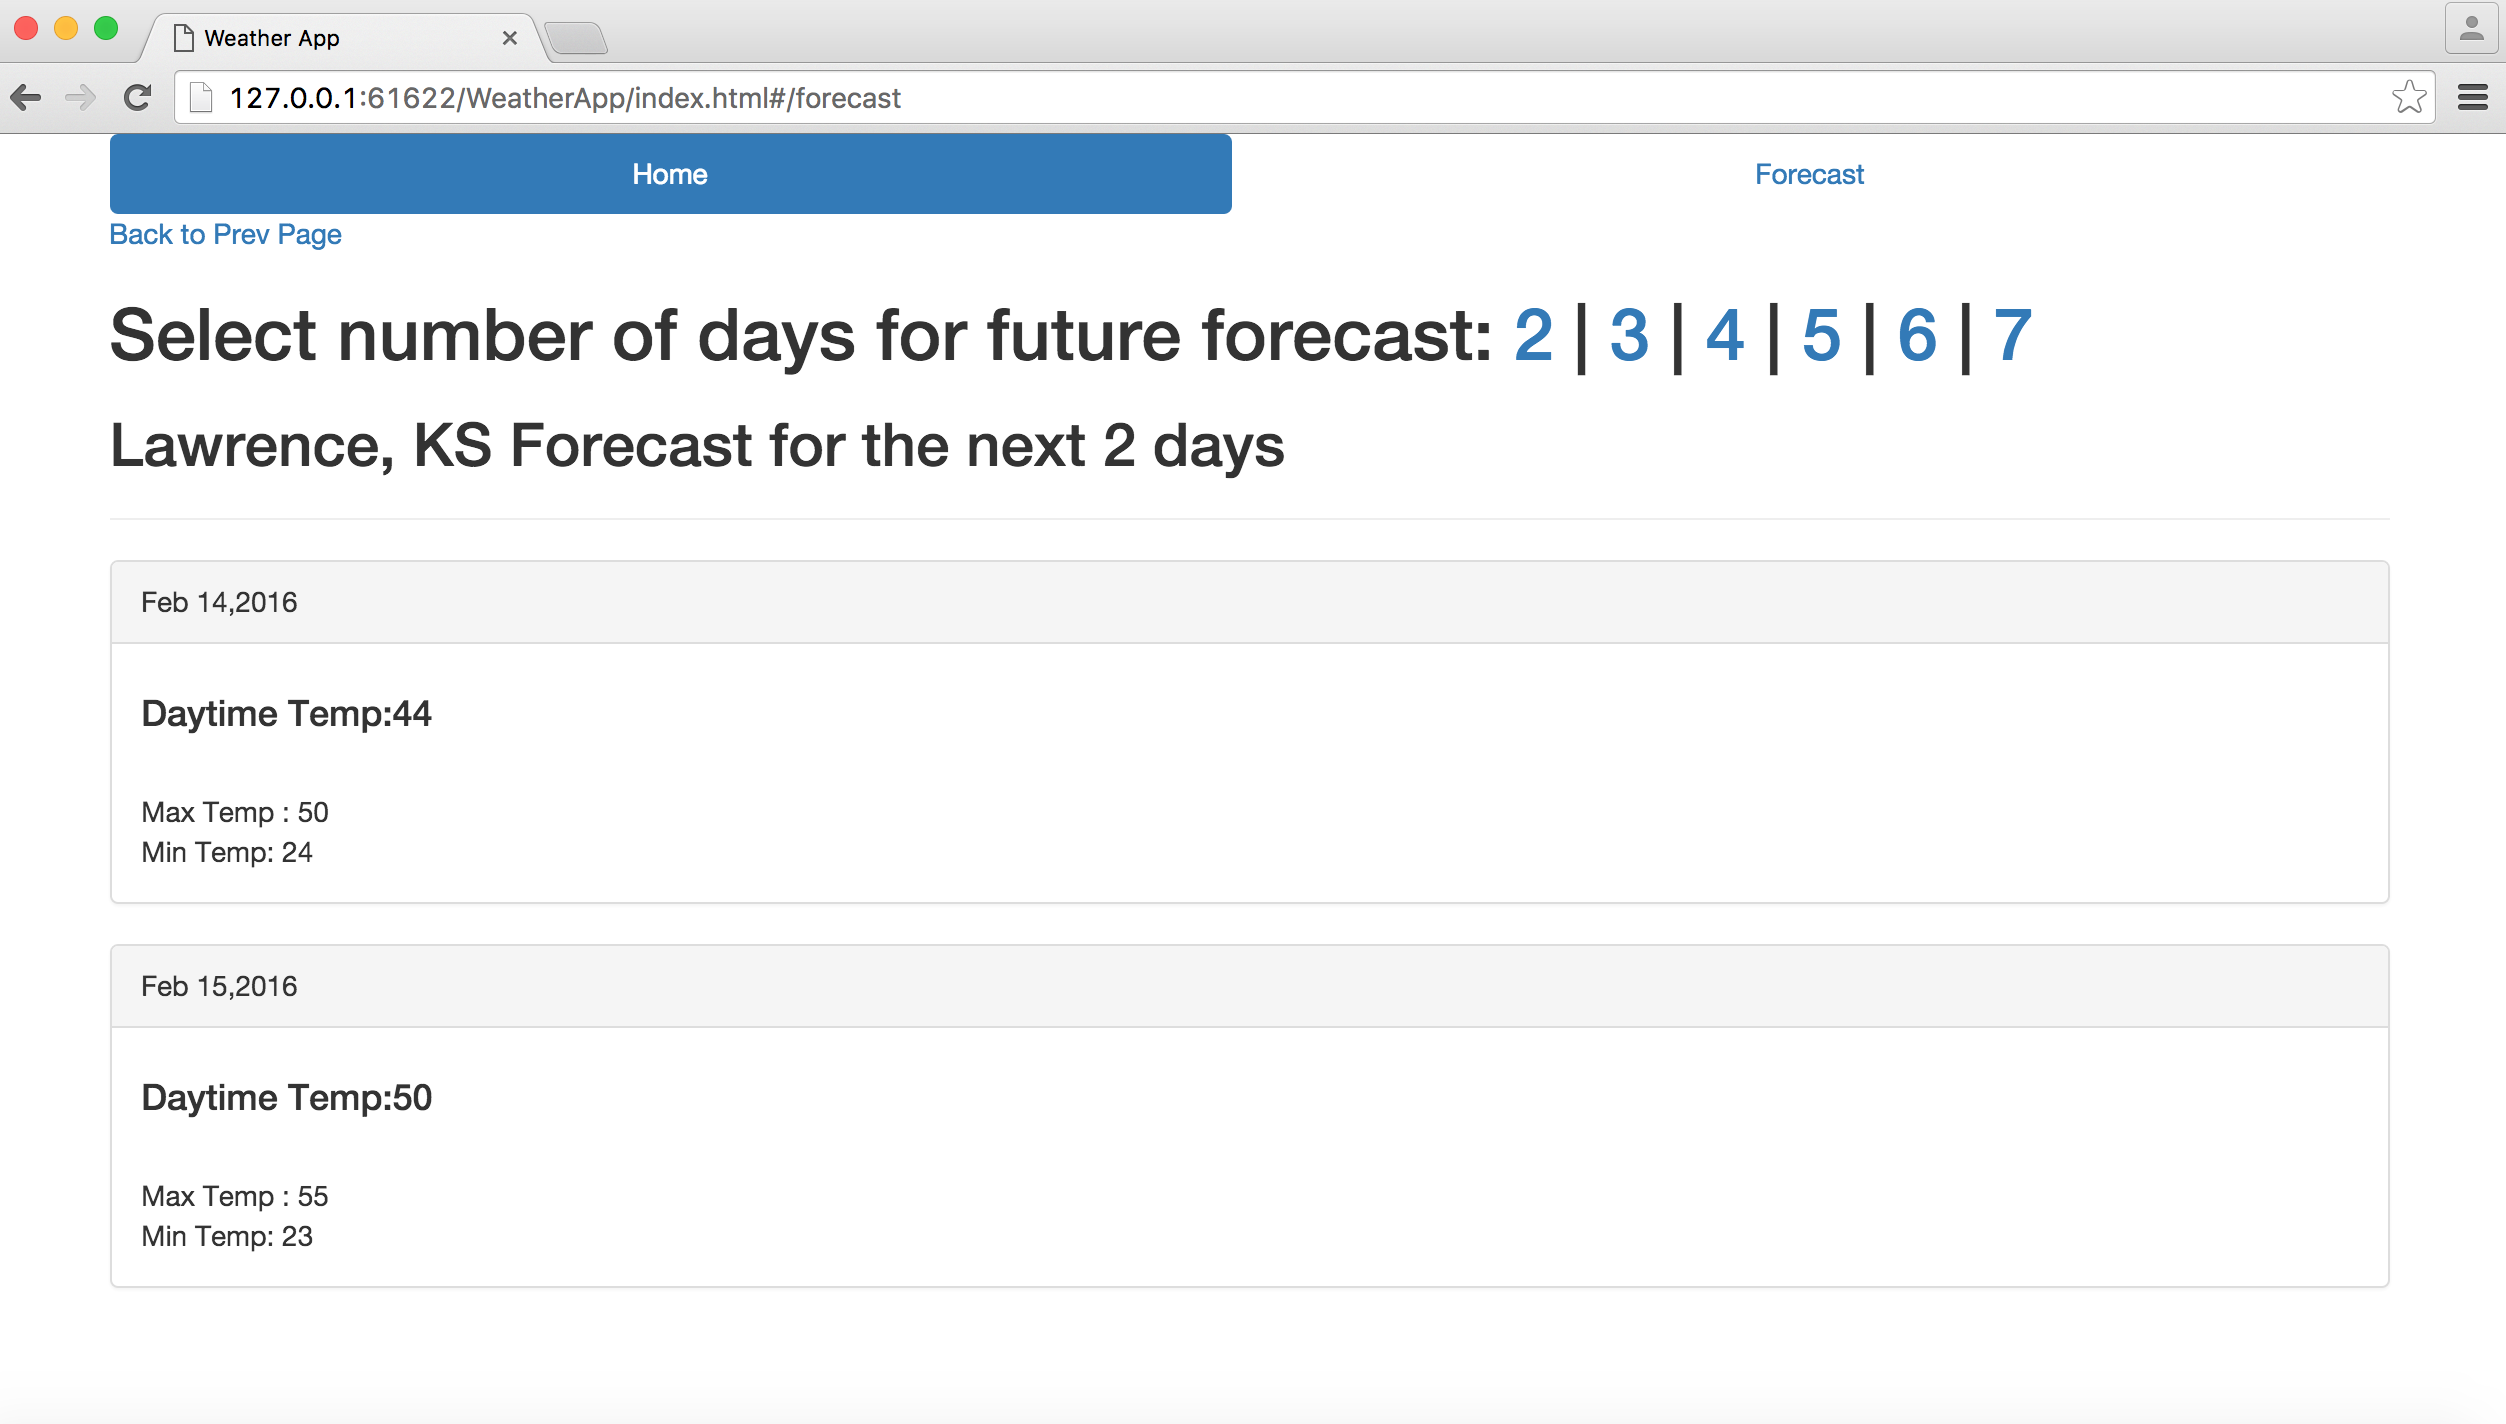 Weather App
127.0.0.1:61622/WeatherApp/index.html#/forecast
Home Forecast
Back to Prev Page
Select number of days for future forecast: 2 | 3 | 4 | 5 | 6 | 7
Lawrence, KS Forecast for the next 2 days
Feb 14,2016
Daytime Temp:44
Max Temp : 50
Min Temp: 24
Feb 15,2016
Daytime Temp:50
Max Temp : 55
Min Temp: 23